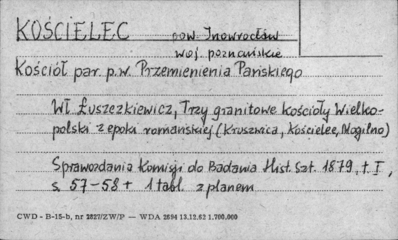 KOŚCIELEC pow. Inowrocław
woj. poznańskie
Kościół par. p.w. Przemienienia Pańskiego
Wł. Łuszczkiewicz, Trzy granitowe kościoły Wielko-
polski z epoki romańskiej (Kruszwica, Kościelec, Mogilno)
Sprawozdania Komisji do Badania Hist. Szt. 1879, t. I,
s. 57-58 + 1 tabl. z planem
CWD - B-15-b, nr 2827/ZW/P — WDA 2694 13.12.62 1.700.000